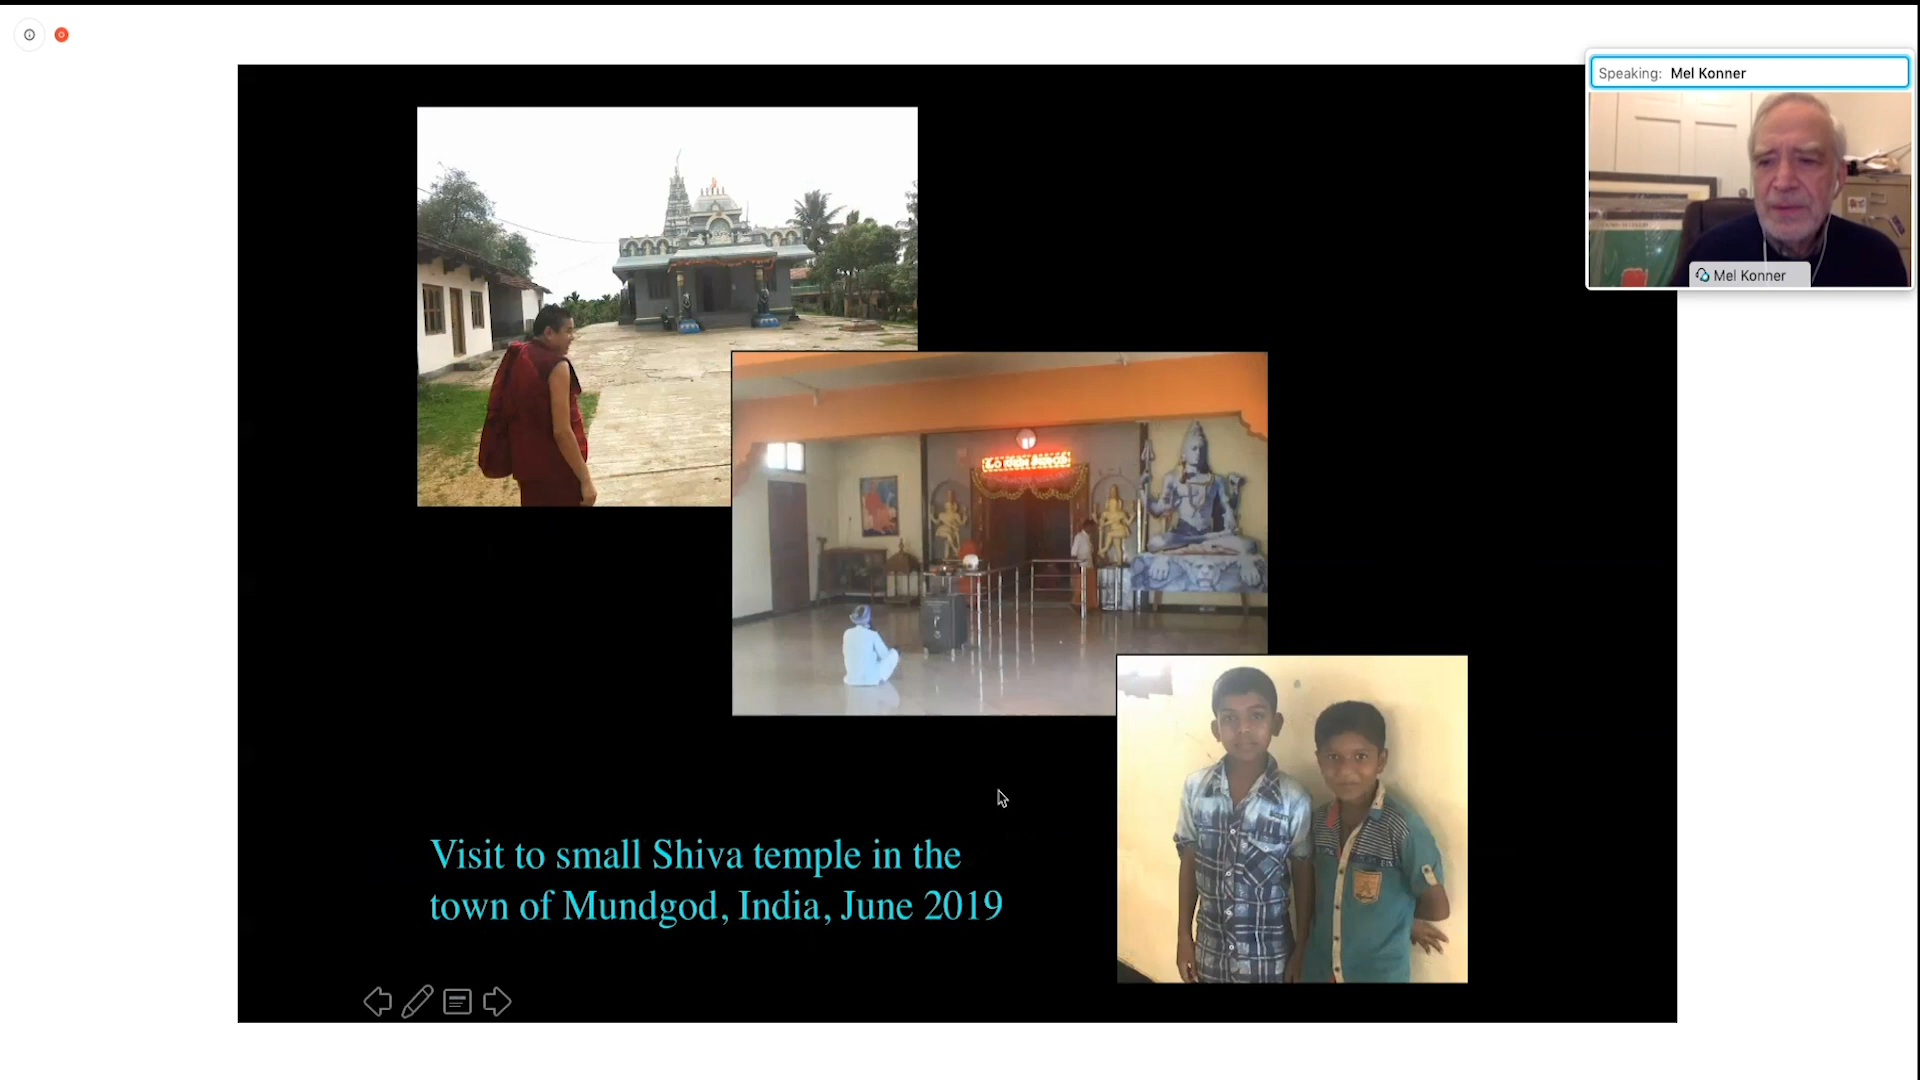 Speaking: Mel Konner
Mel Konner
Visit to small Shiva temple in the
town of Mundgod, India, June 2019